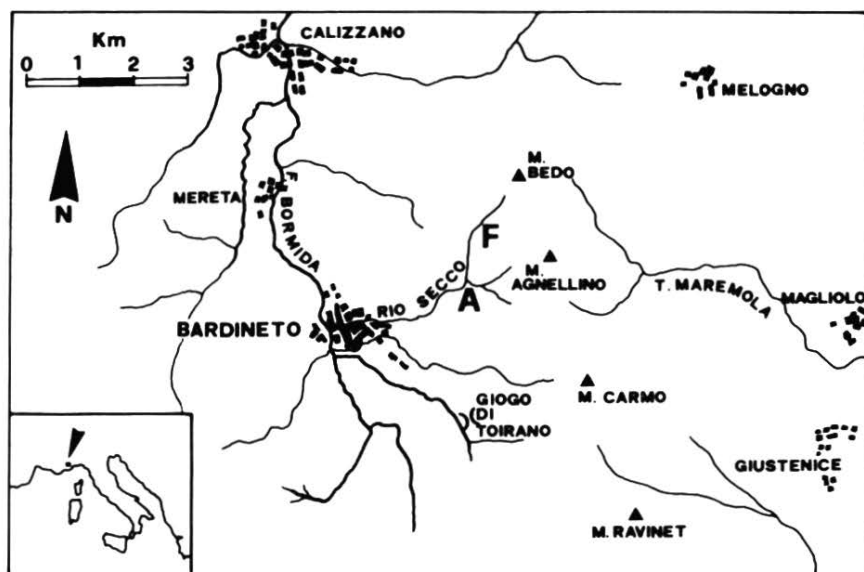 CALIZZANO
Km
0 1 2 3
MELOGNO
M.
BEDO
MERETA
N
F. BORMIDA
F
RIO SECCO
M.
AGNELLINO
A
T. MAREMOLA
MAGLIOLO
BARDINETO
GIOGO
DI
TOIRANO
M. CARMO
GIUSTENICE
M. RAVINET